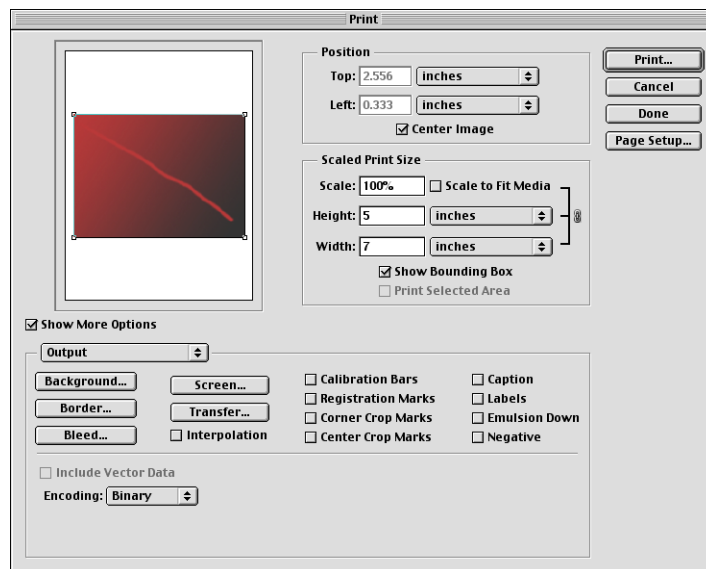 Print
Position
Top: 2.556 inches
Left: 0.333 inches
Center Image
Print...
Cancel
Done
Page Setup...
Scaled Print Size
Scale: 100% Scale to Fit Media
Height: 5 inches
Width: 7 inches
Show Bounding Box
Print Selected Area
Show More Options
Output
Background... Screen... Calibration Bars Caption
Border... Transfer... Registration Marks Labels
Bleed... Interpolation Corner Crop Marks Emulsion Down
Center Crop Marks Negative
Include Vector Data
Encoding: Binary